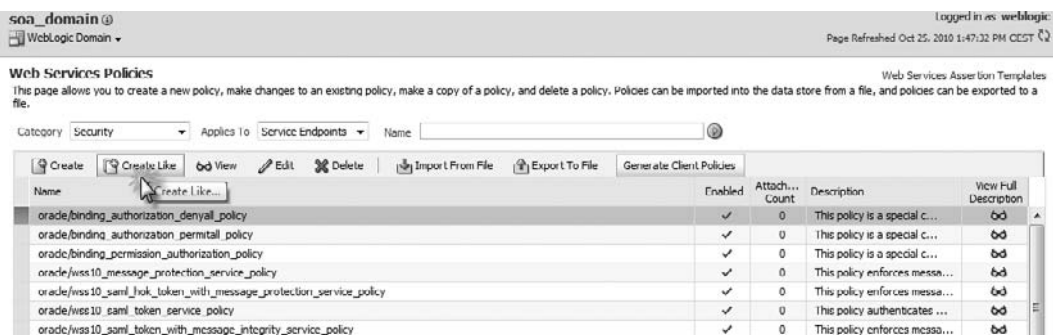 soa_domain
Logged in as weblogic
WebLogic Domain
Page Refreshed Oct 25, 2010 1:47:32 PM CEST
Web Services Policies
Web Services Assertion Templates
This page allows you to create a new policy, make changes to an existing policy, make a copy of a policy, and delete a policy. Policies can be imported into the data store from a file, and policies can be exported to a
file.
Category Security Applies To Service Endpoints Name
Create Create Like View Edit Delete Import From File Export To File Generate Client Policies
Create Like...
Name Enabled Attach... Count Description View Full Description
oracle/binding_authorization_denyall_policy 0 This policy is a special c...
oracle/binding_authorization_permitall_policy 0 This policy is a special c...
oracle/binding_permission_authorization_policy 0 This policy is a special c...
oracle/wss10_message_protection_service_policy 0 This policy enforces messa...
oracle/wss10_saml_hok_token_with_message_protection_service_policy 0 This policy enforces messa...
oracle/wss10_saml_token_service_policy 0 This policy authenticates ...
oracle/wss10_saml_token_with_message_integrity_service_policy 0 This policy enforces messa...